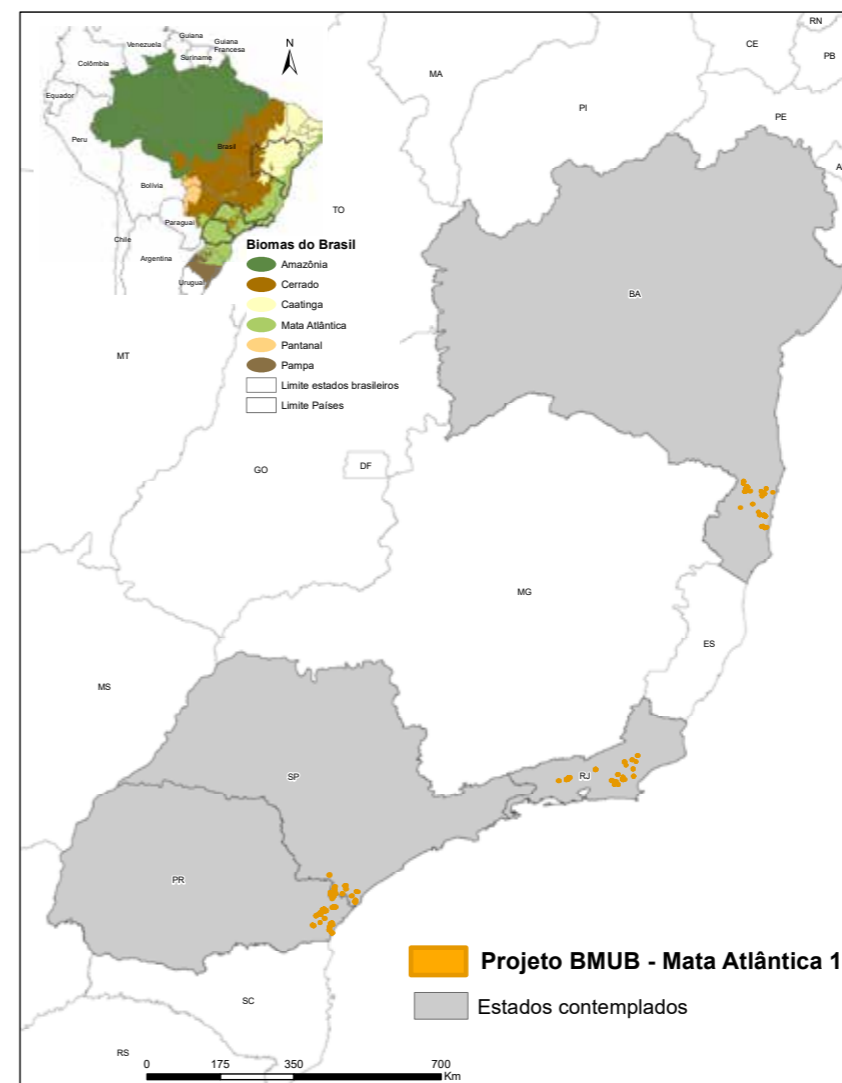 Venezuela
Guiana
Suriname
Guiana
Francesa
Colômbia
Equador
Peru
Brasil
Bolívia
Paraguai
Chile
Argentina
Uruguai
N
Biomas do Brasil
Amazônia
Cerrado
Caatinga
Mata Atlântica
Pantanal
Pampa
Limite estados brasileiros
Limite Países
MA
PI
CE
RN
PB
PE
A
TO
BA
MT
GO
DF
MG
ES
MS
SP
RJ
PR
SC
RS
Projeto BMUB - Mata Atlântica 1
Estados contemplados
0 175 350 700
Km